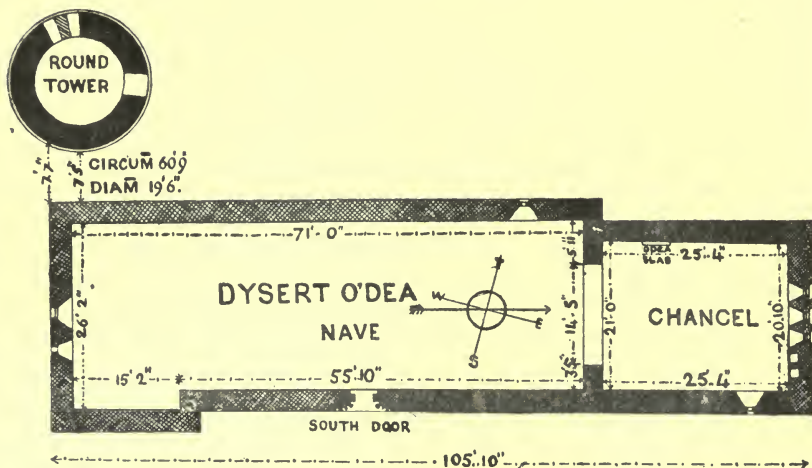 ROUND
TOWER
7'.7"
7'.5"
CIRCUM 60'.9
DIAM 19'6".
71'-0"
5'.11"
O'DEA
SLAB
25'-4"
26'.2"
DYSERT O'DEA
NAVE
W
E
S
14'-5"
21'-0"
CHANCEL
20'.10"
15'.2"
55'.10"
25'.4"
SOUTH DOOR
105'.10"